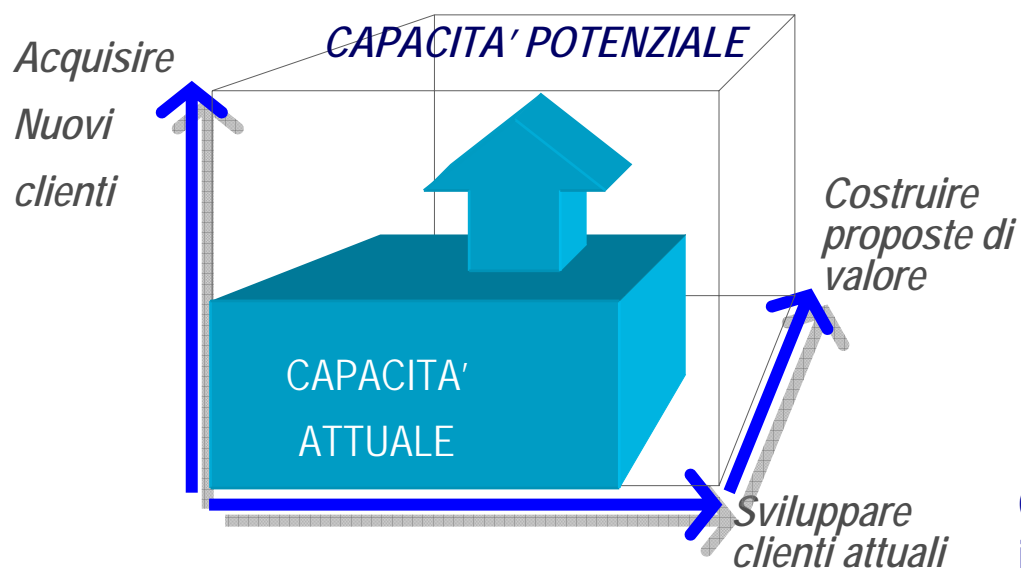 CAPACITA’ POTENZIALE
Acquisire
Nuovi
clienti
Costruire
proposte di
valore
CAPACITA’
ATTUALE
Sviluppare
clienti attuali